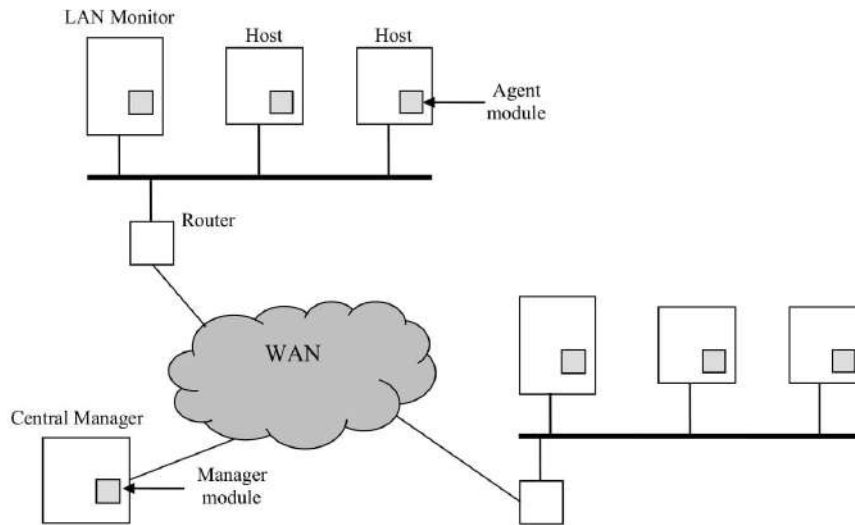 LAN Monitor
Host
Host
Agent
module
Router
WAN
Central Manager
Manager
module